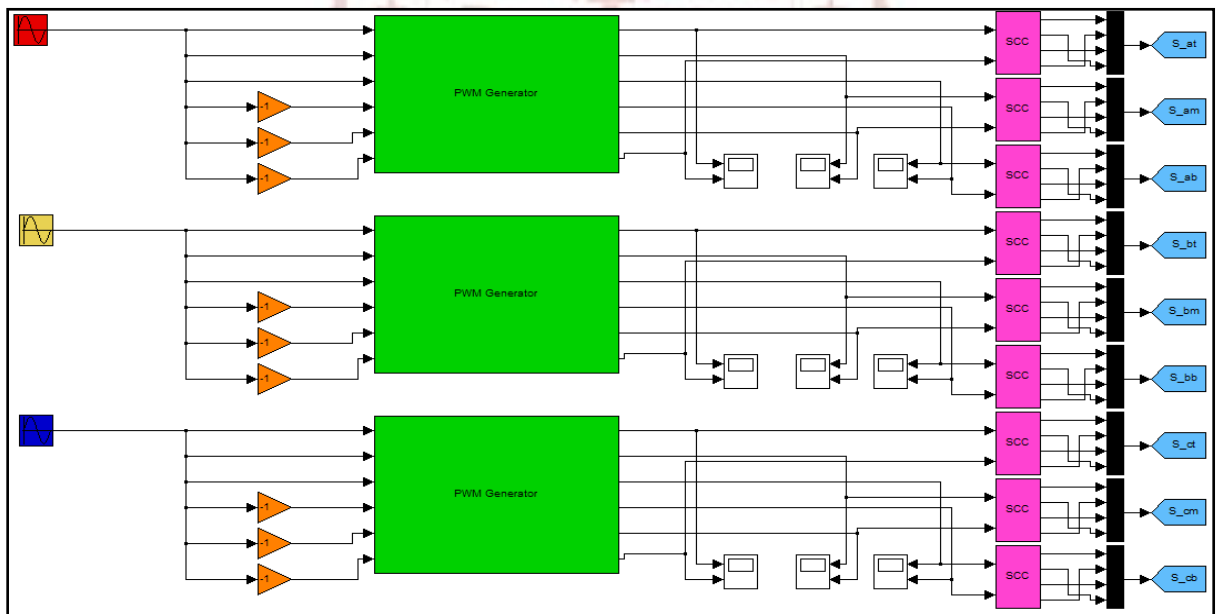 SCC
S_at
PWM Generator
-1
SCC
S_am
-1
-1
SCC
S_ab
SCC
S_bt
PWM Generator
-1
SCC
S_bm
-1
-1
SCC
S_bb
SCC
S_ct
PWM Generator
-1
SCC
S_cm
-1
-1
SCC
S_cb